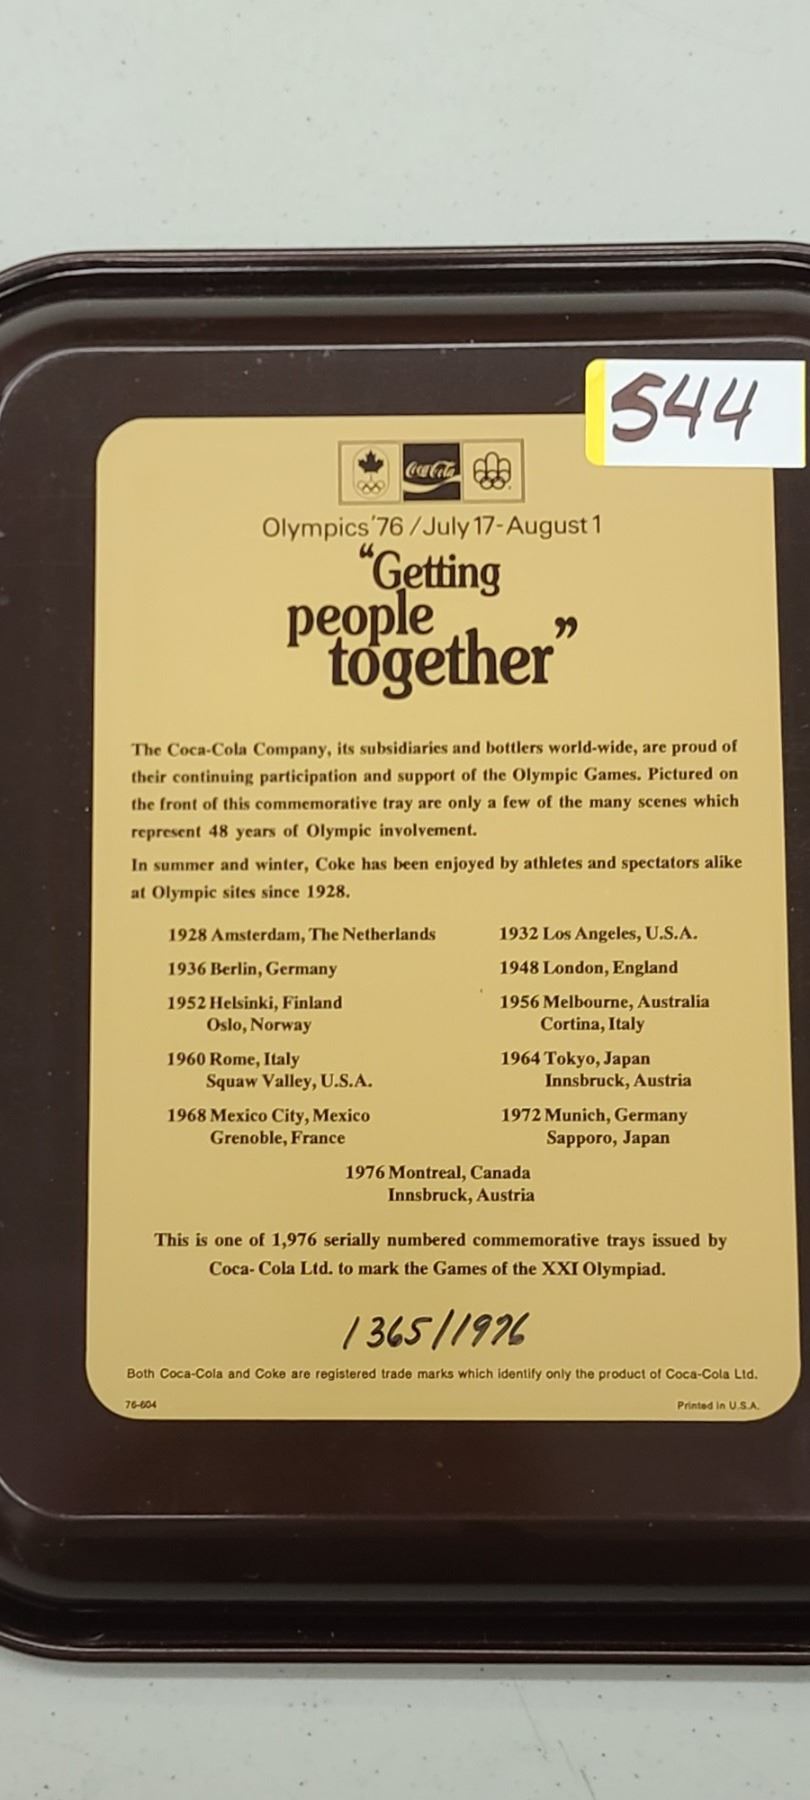 544
Coca-Cola
Olympics '76 / July 17 - August 1
“Getting
people
together”
The Coca-Cola Company, its subsidiaries and bottlers world-wide, are proud of
their continuing participation and support of the Olympic Games. Pictured on
the front of this commemorative tray are only a few of the many scenes which
represent 48 years of Olympic involvement.
In summer and winter, Coke has been enjoyed by athletes and spectators alike
at Olympic sites since 1928.
1928 Amsterdam, The Netherlands
1932 Los Angeles, U.S.A.
1936 Berlin, Germany
1948 London, England
1952 Helsinki, Finland
Oslo, Norway
1956 Melbourne, Australia
Cortina, Italy
1960 Rome, Italy
Squaw Valley, U.S.A.
1964 Tokyo, Japan
Innsbruck, Austria
1968 Mexico City, Mexico
Grenoble, France
1972 Munich, Germany
Sapporo, Japan
1976 Montreal, Canada
Innsbruck, Austria
This is one of 1,976 serially numbered commemorative trays issued by
Coca- Cola Ltd. to mark the Games of the XXI Olympiad.
1365/1976
Both Coca-Cola and Coke are registered trade marks which identify only the product of Coca-Cola Ltd.
76-604
Printed in U.S.A.